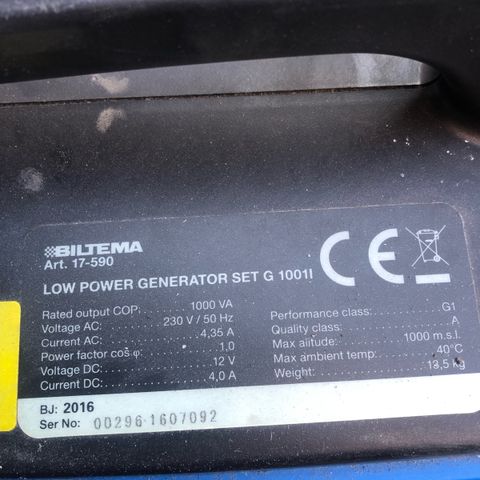 BILTEMA
Art. 17-590
LOW POWER GENERATOR SET G 1001I
Rated output COP: 1000 VA
Voltage AC: 230 V / 50 Hz
Current AC: 4,35 A
Power factor cos φ: 1,0
Voltage DC: 12 V
Current DC: 4,0 A
Performance class: G1
Quality class: A
Max altitude: 1000 m.s.l.
Max ambient temp: 40°C
Weight: 13,5 kg
CE
BJ: 2016
Ser No: 00296-1607092